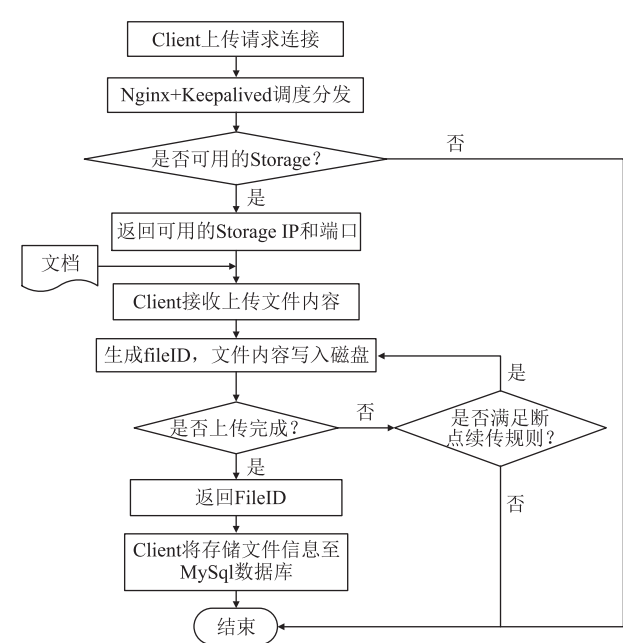 Client上传请求连接
Nginx+Keepalived调度分发
是否可用的Storage？
否
是
返回可用的Storage IP和端口
文档
Client接收上传文件内容
生成fileID，文件内容写入磁盘
是
是否上传完成？
否
是否满足断
点续传规则？
是
返回FileID
否
Client将存储文件信息至
MySql数据库
结束